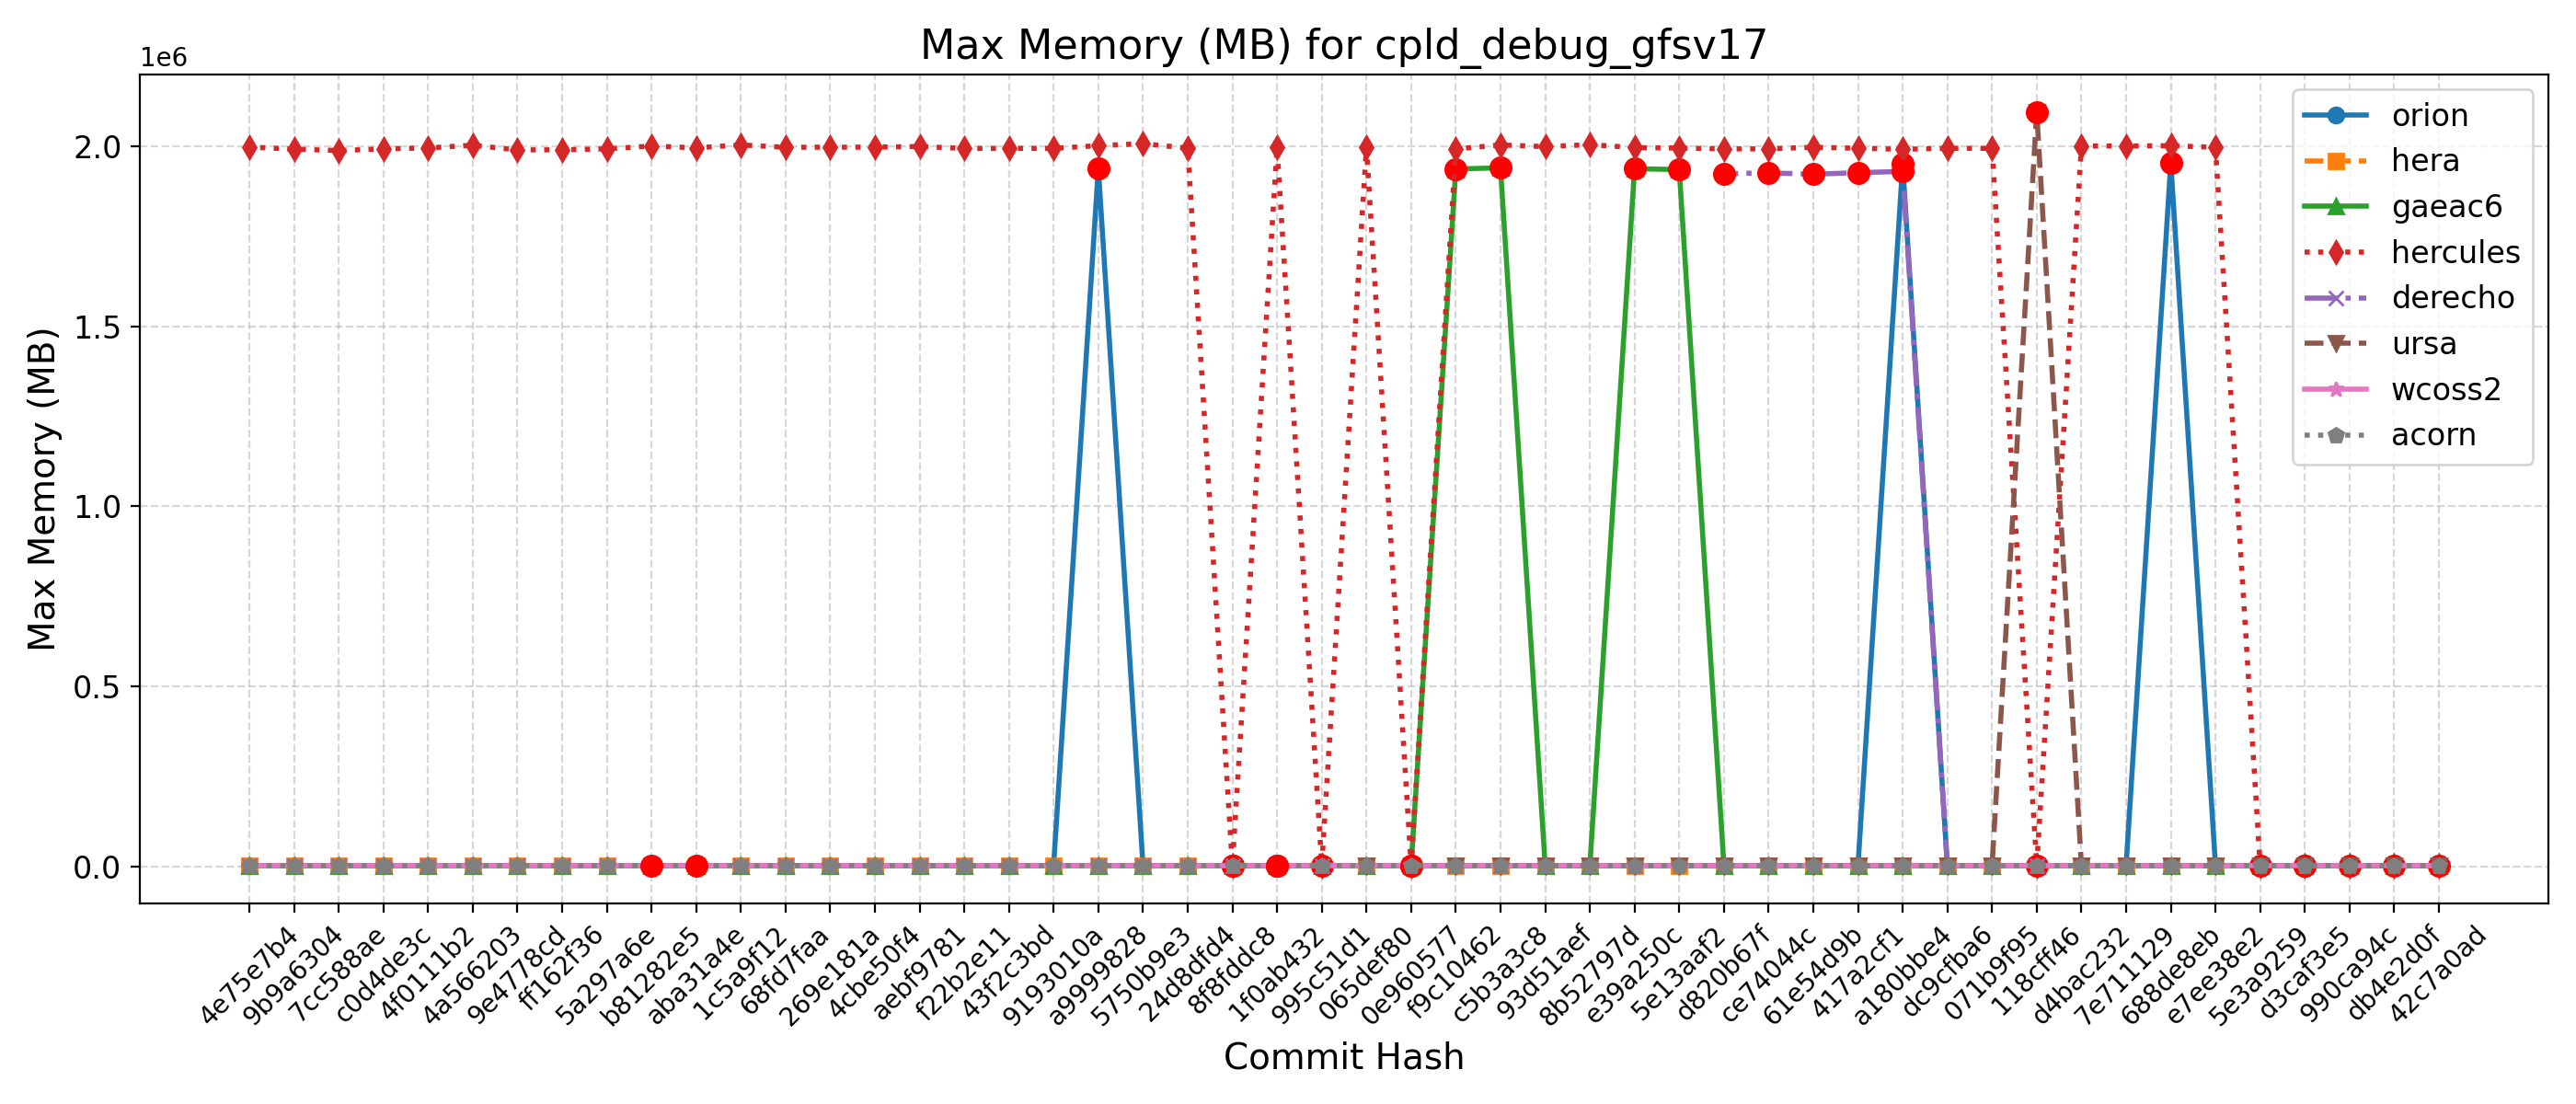 Max Memory (MB) for cpld_debug_gfsv17
1e6
2.0
1.5
1.0
0.5
0.0
Max Memory (MB)
orion
hera
gaeac6
hercules
derecho
ursa
wcoss2
acorn
4e75e7b4
9b9a6304
7cc588ae
c0d4de3c
4f0111b2
4a566203
9e4778cd
ff162f36
5a297a6e
b81282e5
aba31a4e
1c5a9f12
68fd7faa
269e181a
4cbe50f4
aebf9781
f22b2e11
43f2c3bd
9193010a
a9999828
5750b9e3
24d8dfd4
8f8fddc8
1f0ab432
995c51d1
065def80
0e960577
f9c10462
c5b3a3c8
93d51aef
8b52797d
e39a250c
5e13aaf2
d820b67f
ce74044c
61e54d9b
417a2cf1
a180bbe4
dc9cfba6
071b9f95
118cff46
d4bac232
7e711129
688de8eb
e7ee38e2
5e3a9259
d3caf3e5
990ca94c
db4e2d0f
42c7a0ad
Commit Hash